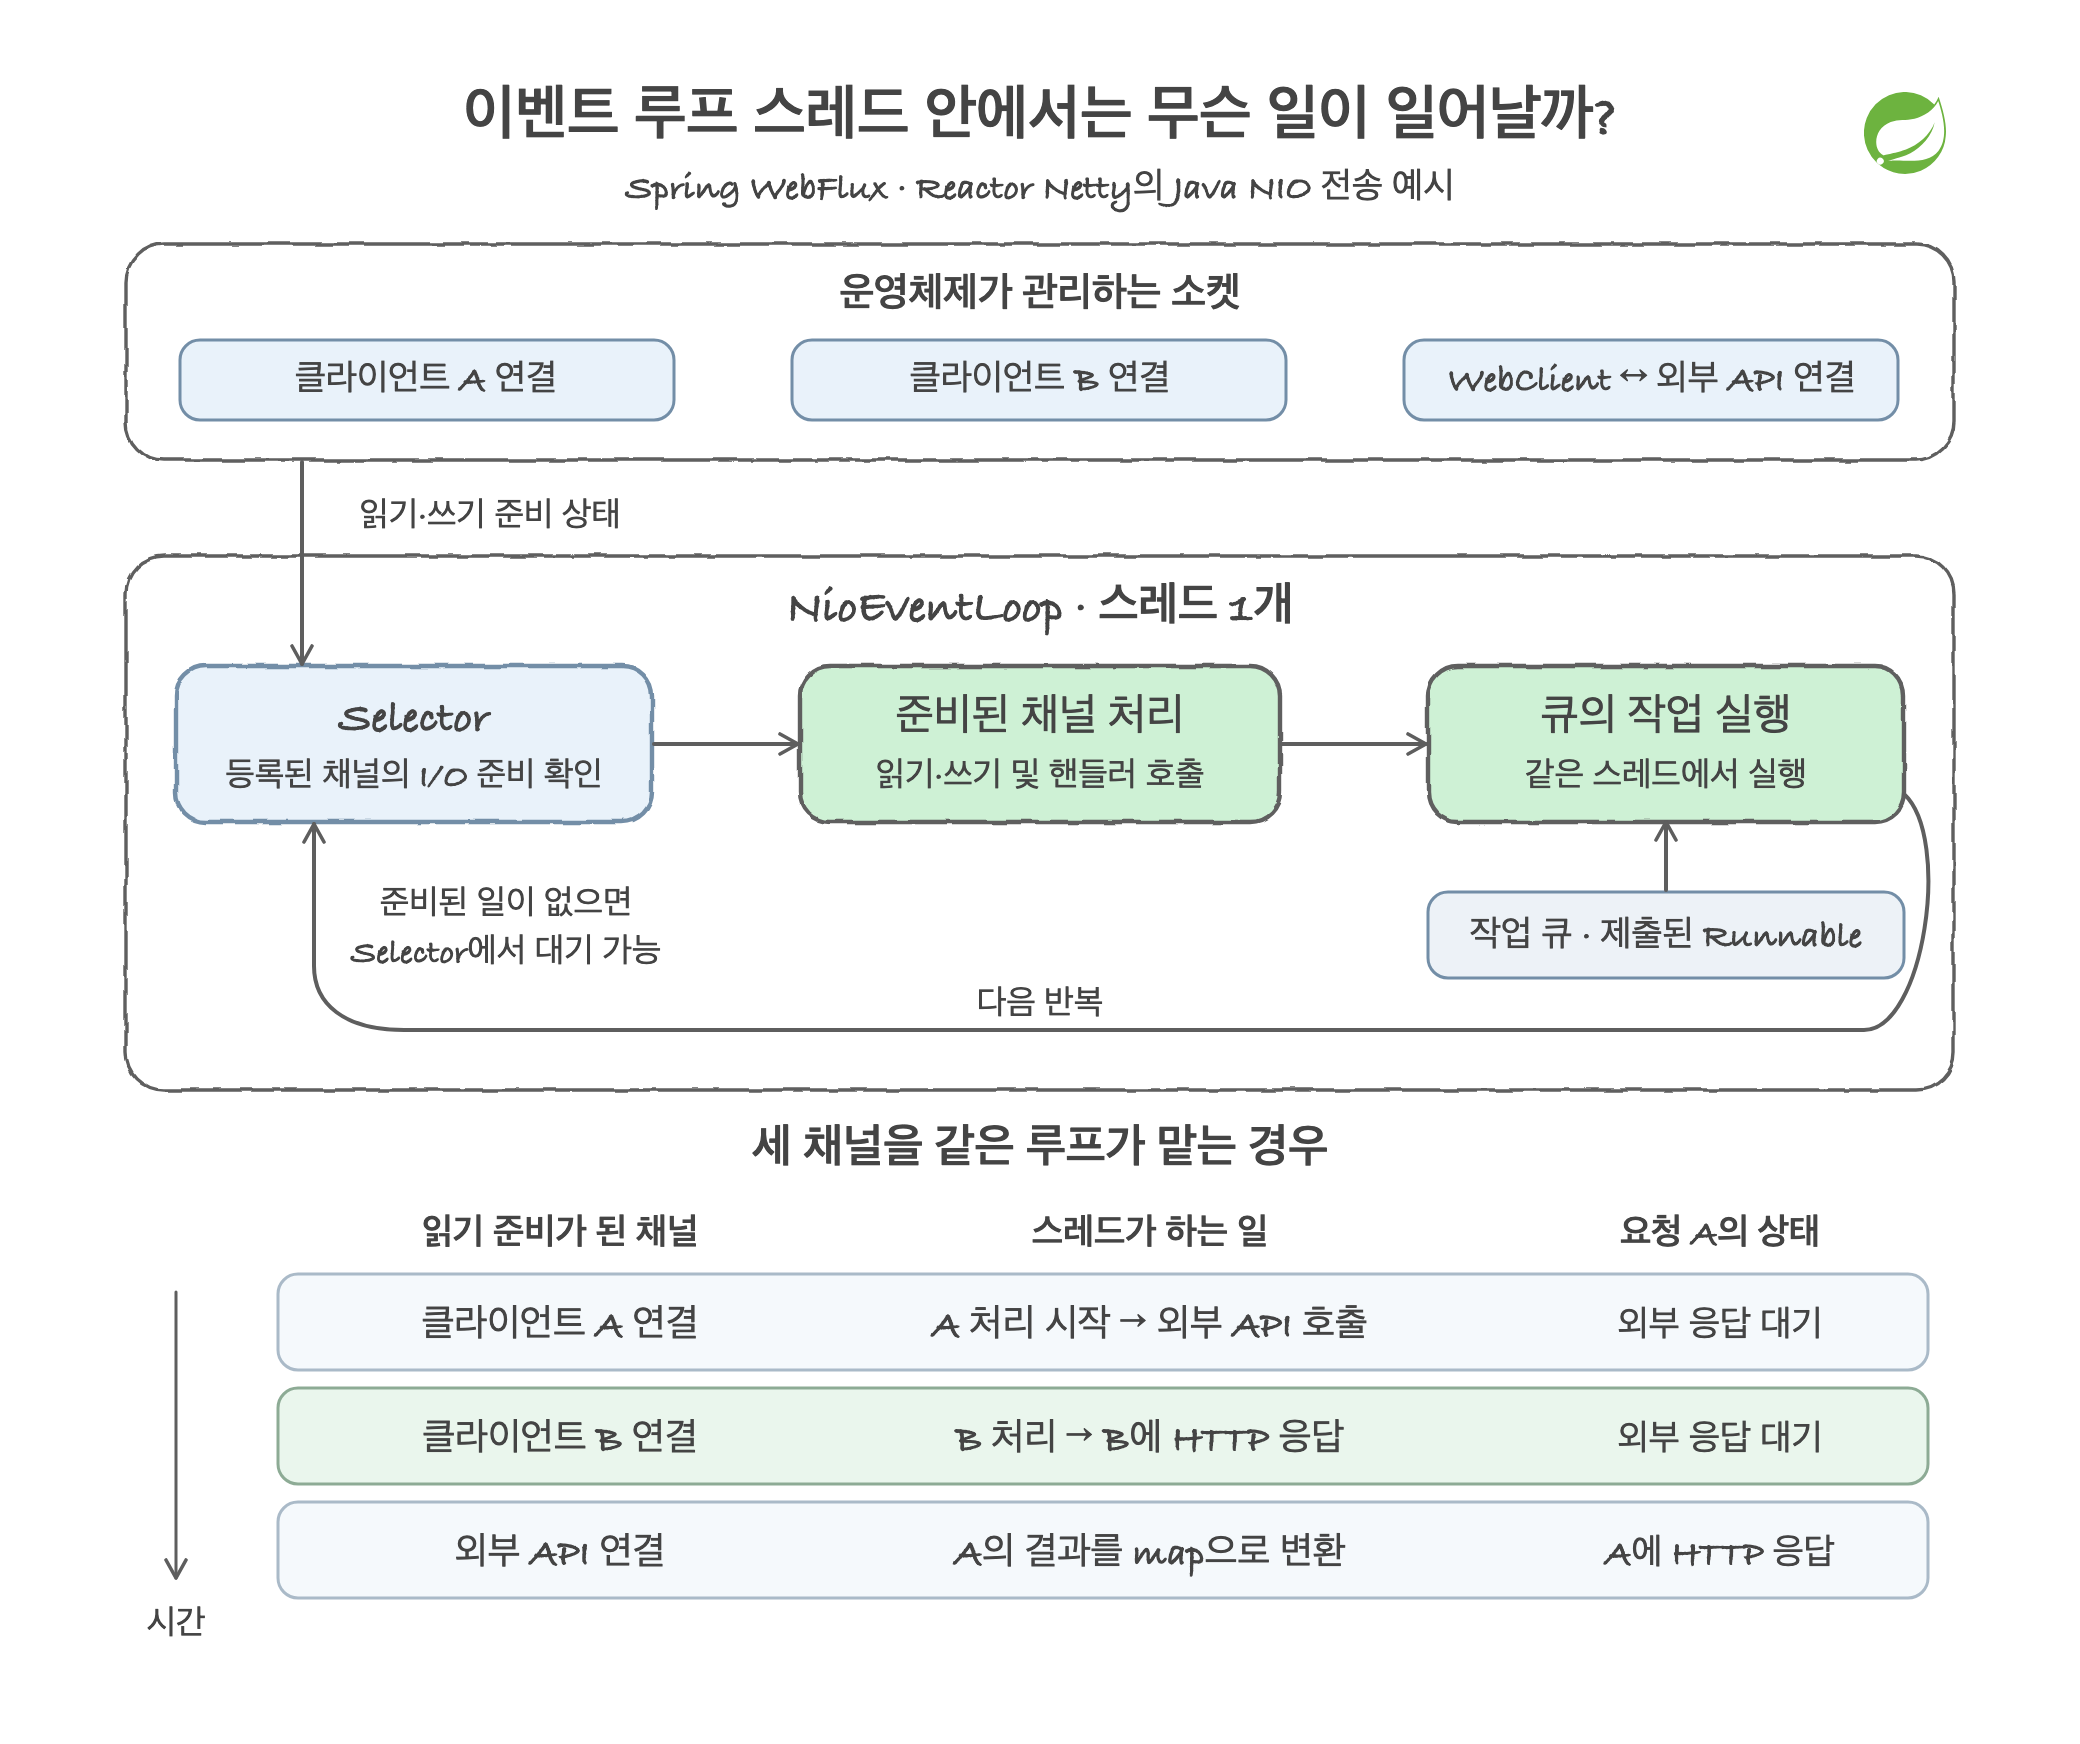 이벤트 루프 스레드 안에서는 무슨 일이 일어날까?
Spring WebFlux · Reactor Netty의 Java NIO 전송 예시
운영체제가 관리하는 소켓
클라이언트 A 연결
클라이언트 B 연결
WebClient ↔ 외부 API 연결
읽기·쓰기 준비 상태
NioEventLoop · 스레드 1개
Selector
등록된 채널의 I/O 준비 확인
준비된 채널 처리
읽기·쓰기 및 핸들러 호출
큐의 작업 실행
같은 스레드에서 실행
준비된 일이 없으면
Selector에서 대기 가능
작업 큐 · 제출된 Runnable
다음 반복
세 채널을 같은 루프가 맡는 경우
읽기 준비가 된 채널
스레드가 하는 일
요청 A의 상태
클라이언트 A 연결
A 처리 시작 → 외부 API 호출
외부 응답 대기
클라이언트 B 연결
B 처리 → B에 HTTP 응답
외부 응답 대기
외부 API 연결
A의 결과를 map으로 변환
A에 HTTP 응답
시간